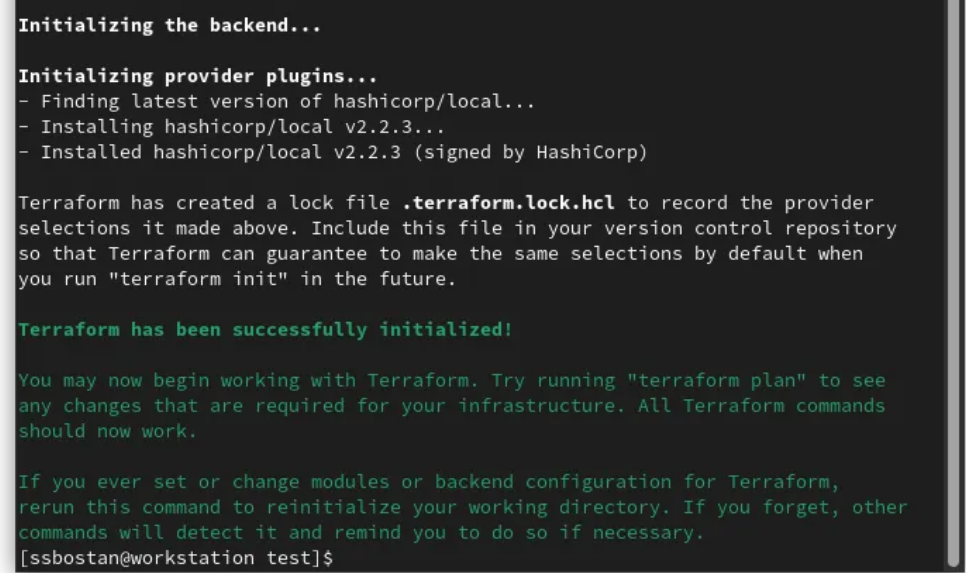 Initializing the backend...
Initializing provider plugins...
- Finding latest version of hashicorp/local...
- Installing hashicorp/local v2.2.3...
- Installed hashicorp/local v2.2.3 (signed by HashiCorp)
Terraform has created a lock file .terraform.lock.hcl to record the provider
selections it made above. Include this file in your version control repository
so that Terraform can guarantee to make the same selections by default when
you run "terraform init" in the future.
Terraform has been successfully initialized!
You may now begin working with Terraform. Try running "terraform plan" to see
any changes that are required for your infrastructure. All Terraform commands
should now work.
If you ever set or change modules or backend configuration for Terraform,
rerun this command to reinitialize your working directory. If you forget, other
commands will detect it and remind you to do so if necessary.
[ssbostan@workstation test]$